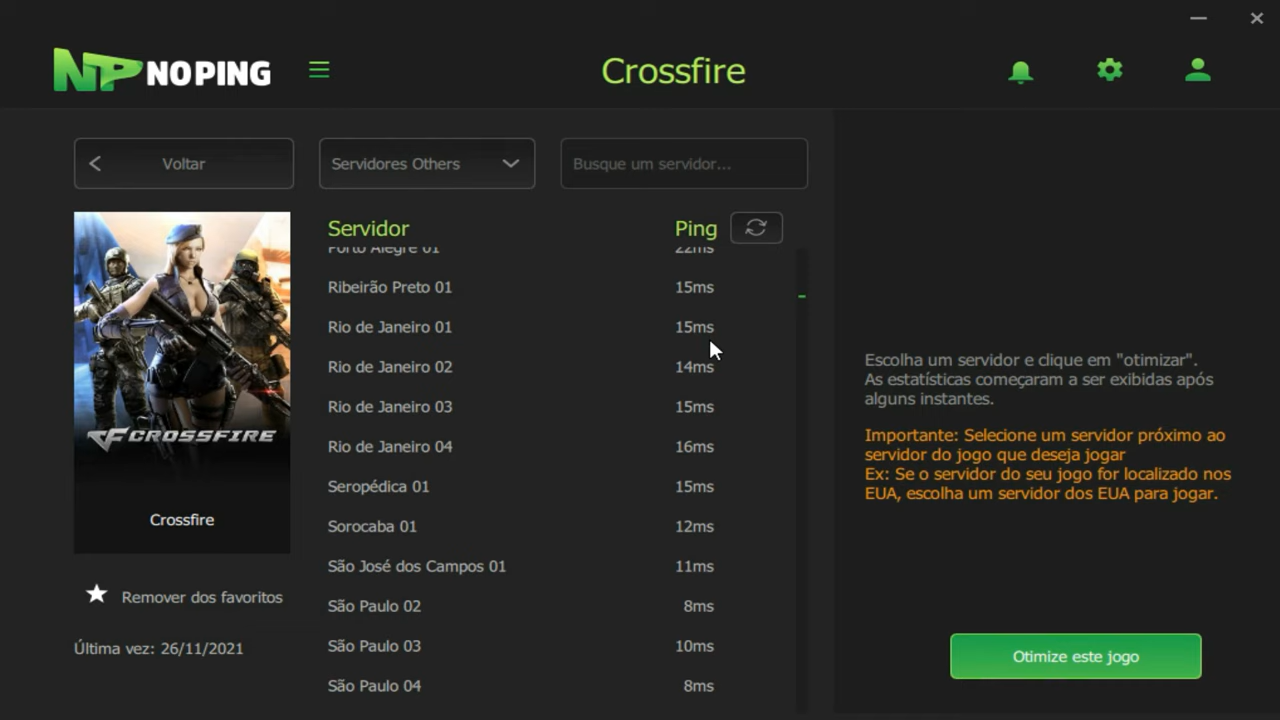 NP NOPING
Crossfire
Voltar
Servidores Others
Busque um servidor...
Servidor Ping
Porto Alegre 01 22ms
Ribeirão Preto 01 15ms
Rio de Janeiro 01 15ms
Rio de Janeiro 02 14ms
Rio de Janeiro 03 15ms
Rio de Janeiro 04 16ms
Seropédica 01 15ms
Sorocaba 01 12ms
São José dos Campos 01 11ms
São Paulo 02 8ms
São Paulo 03 10ms
São Paulo 04 8ms
CF CROSSFIRE
Crossfire
Remover dos favoritos
Última vez: 26/11/2021
Escolha um servidor e clique em "otimizar".
As estatísticas começaram a ser exibidas após
alguns instantes.
Importante: Selecione um servidor próximo ao
servidor do jogo que deseja jogar
Ex: Se o servidor do seu jogo for localizado nos
EUA, escolha um servidor dos EUA para jogar.
Otimize este jogo